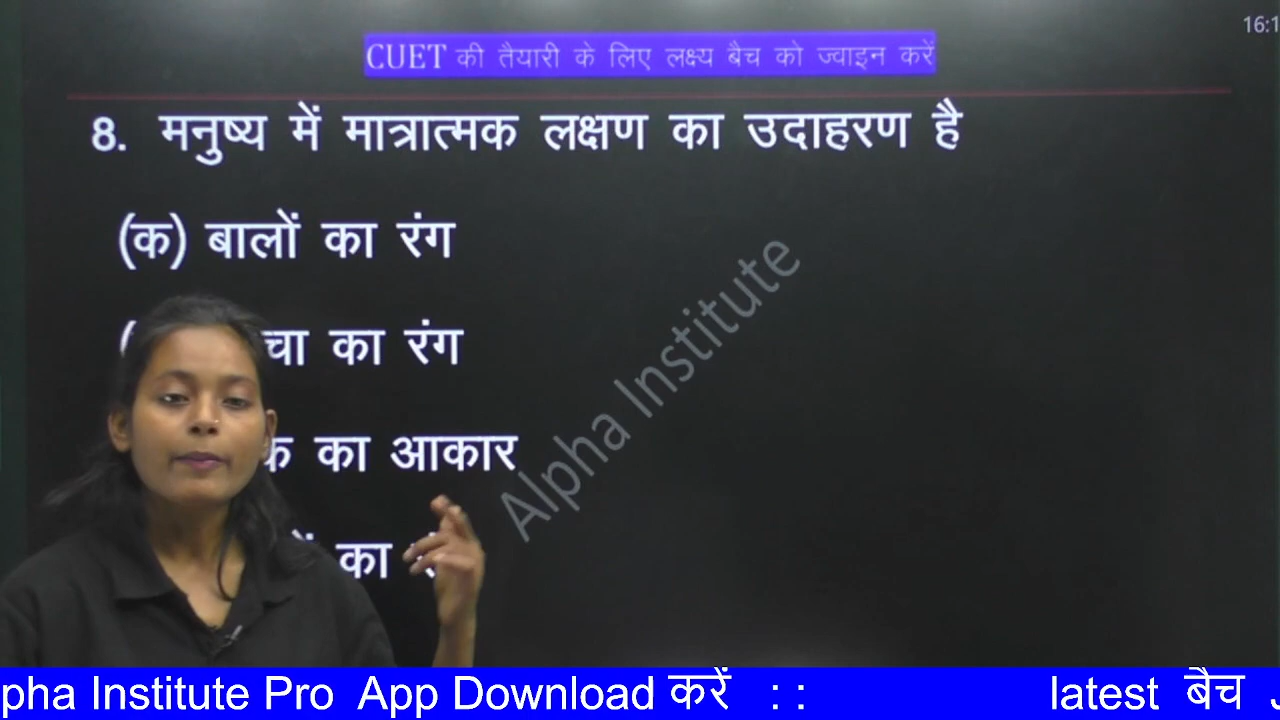 16:1
CUET की तैयारी के लिए लक्ष्य बैच को ज्वाइन करें
8. मनुष्य में मात्रात्मक लक्षण का उदाहरण है
(क) बालों का रंग
का रंग
का आकार
का
Alpha Institute
pha Institute Pro App Download करें : : latest बैच